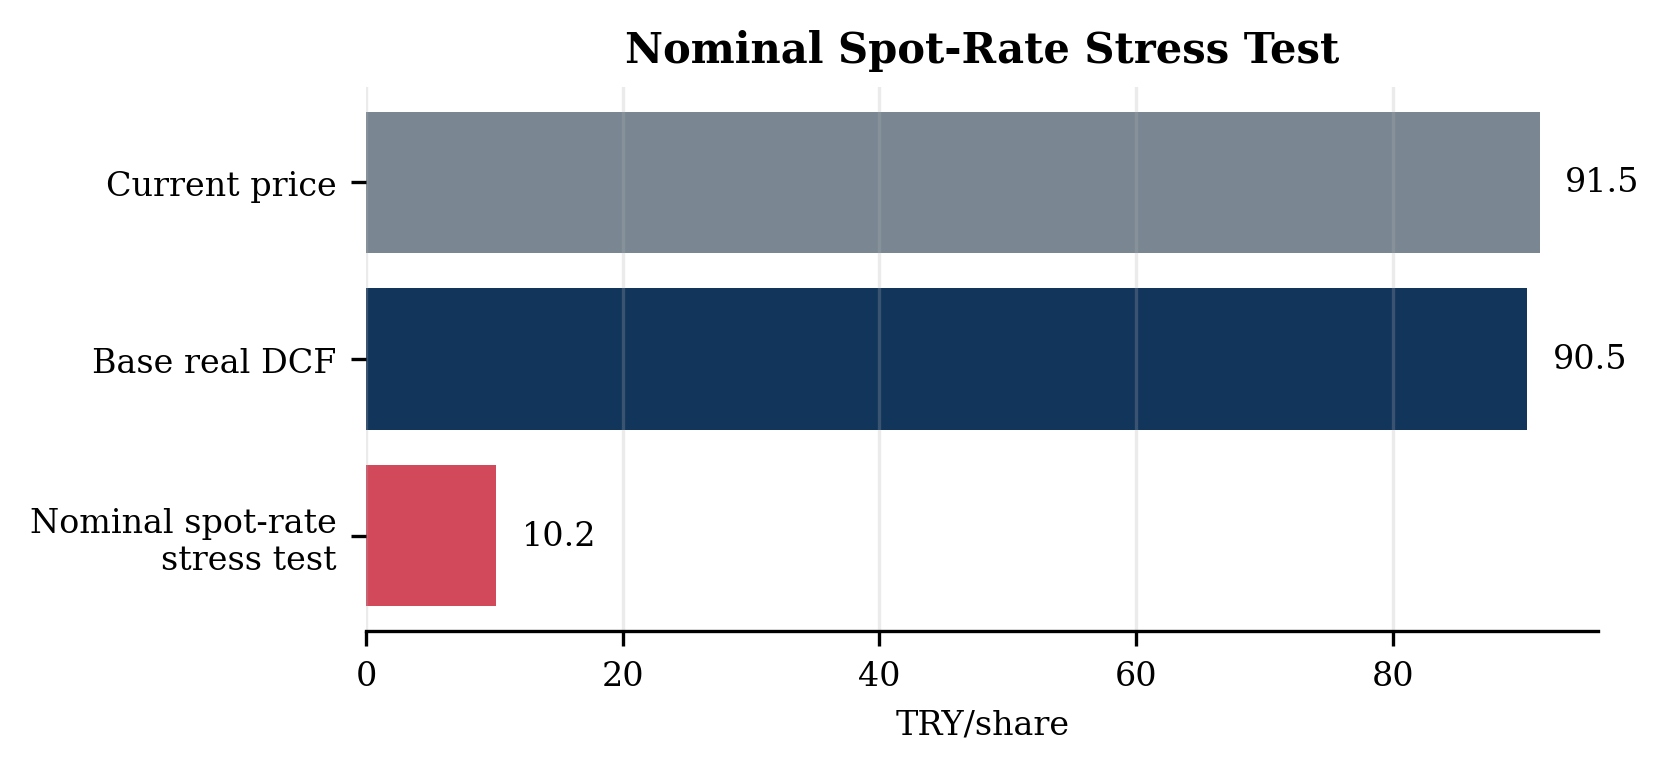 Nominal Spot-Rate Stress Test
Current price
91.5
Base real DCF
90.5
Nominal spot-rate
stress test
10.2
0 20 40 60 80
TRY/share